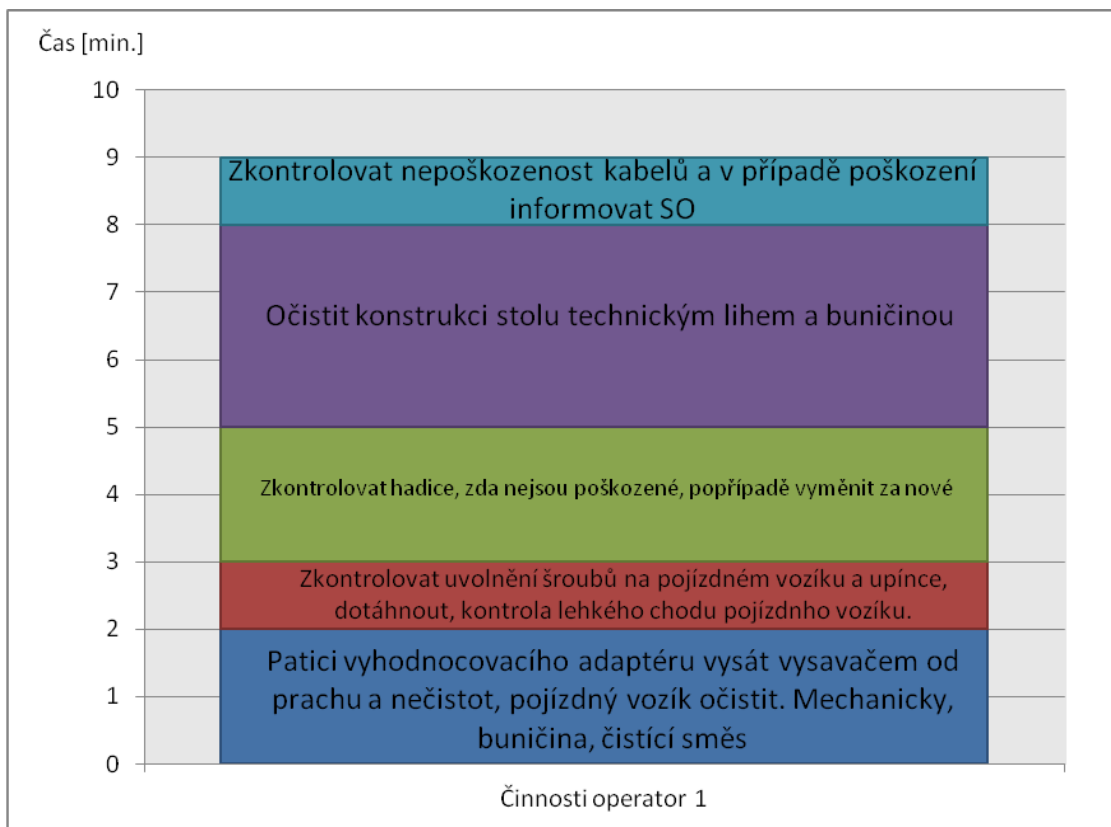 Čas [min.]
10
9
Zkontrolovat nepoškozenost kabelů a v případě poškození
informovat SO
8
7
Očistit konstrukci stolu technickým lihem a buničinou
6
5
4
Zkontrolovat hadice, zda nejsou poškozené, popřípadě vyměnit za nové
3
Zkontrolovat uvolnění šroubů na pojízdném vozíku a upínce,
dotáhnout, kontrola lehkého chodu pojízdnho vozíku.
2
Patici vyhodnocovacího adaptéru vysát vysavačem od
prachu a nečistot, pojízdný vozík očistit. Mechanicky,
1
buničina, čistící směs
0
Činnosti operator 1